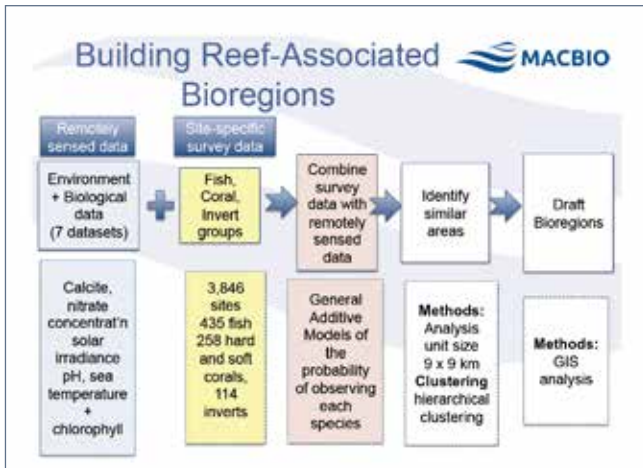 Building Reef-Associated
Bioregions
MACBIO
Remotely
sensed data
Site-specific
survey data
Environment
+ Biological
data
(7 datasets)
Fish,
Coral,
Invert
groups
Combine
survey
data with
remotely
sensed
data
Identify
similar
areas
Draft
Bioregions
Calcite,
nitrate
concentrat'n
solar
irradiance
pH, sea
temperature
+
chlorophyll
3,846
sites
435 fish
258 hard
and soft
corals,
114
inverts
General
Additive
Models of
the
probability
of observing
each
species
Methods:
Analysis
unit size
9 x 9 km
Clustering
hierarchical
clustering
Methods:
GIS
analysis